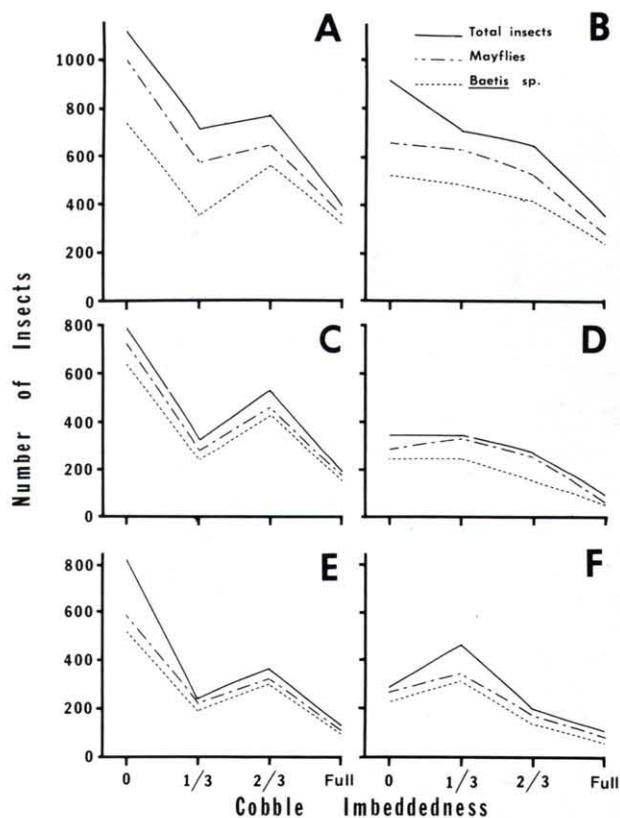 A
B
Total insects
Mayflies
Baetis sp.
1000
800
600
400
200
0
C
D
800
600
400
200
0
E
F
800
600
400
200
0
0 1/3 2/3 Full
0 1/3 2/3 Full
Number of Insects
Cobble Imbeddedness